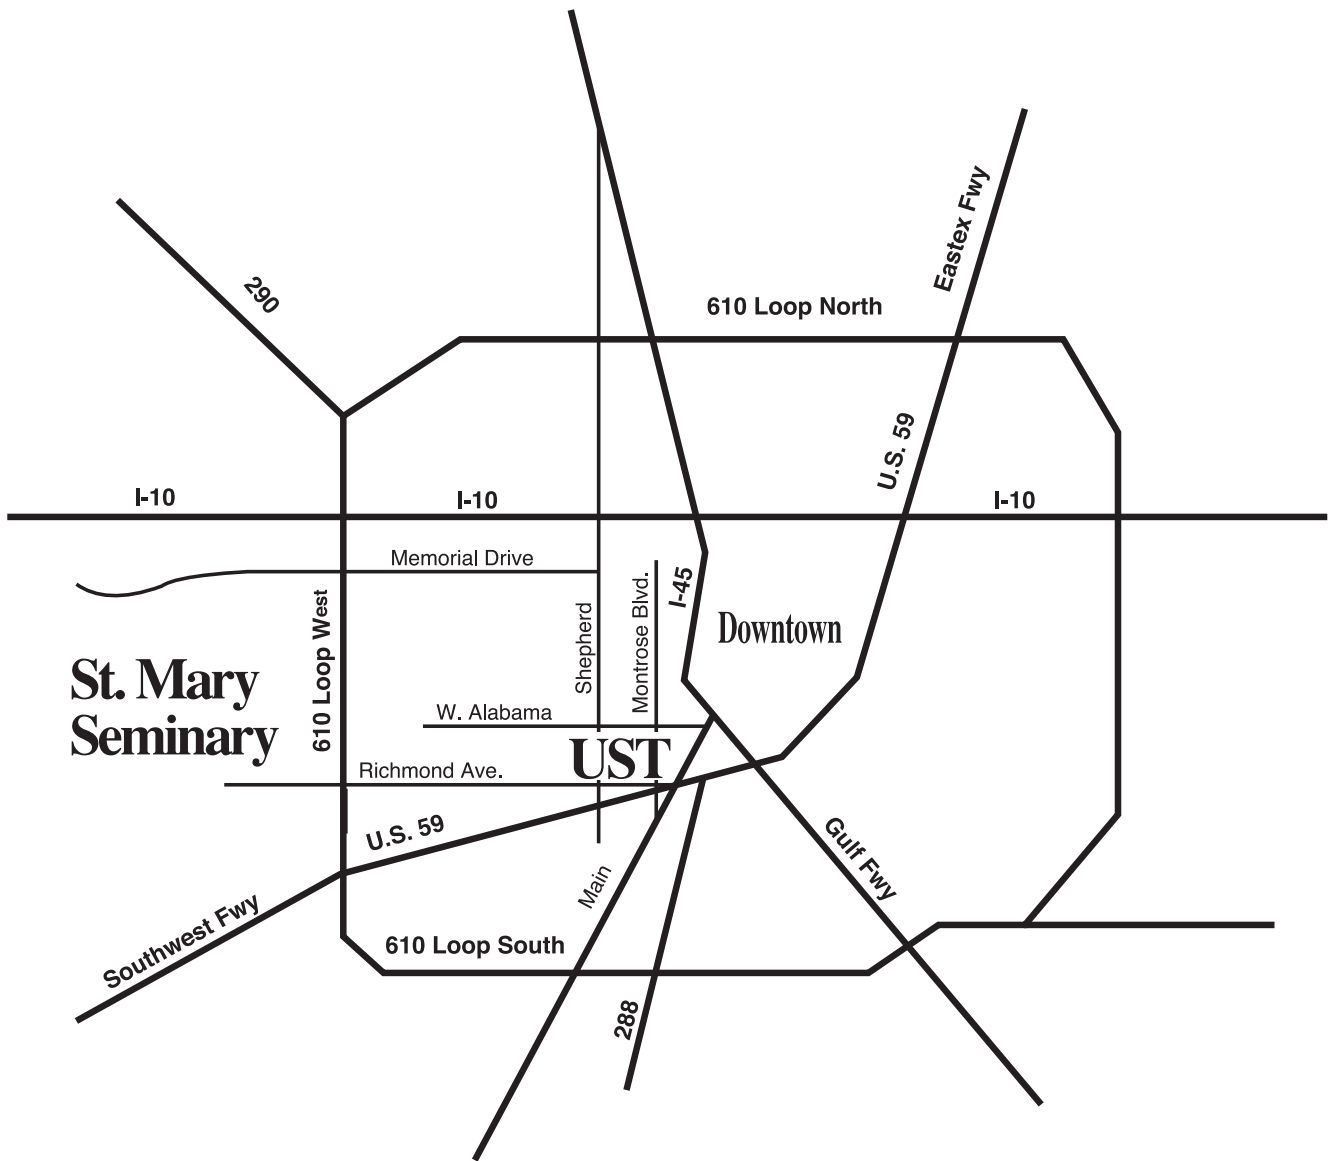 Eastex Fwy
290
610 Loop North
U.S. 59
I-10
I-10
I-10
Memorial Drive
I-45
Montrose Blvd.
Shepherd
610 Loop West
Downtown
St. Mary
Seminary
W. Alabama
UST
Richmond Ave.
U.S. 59
Gulf Fwy
Main
Southwest Fwy
610 Loop South
288